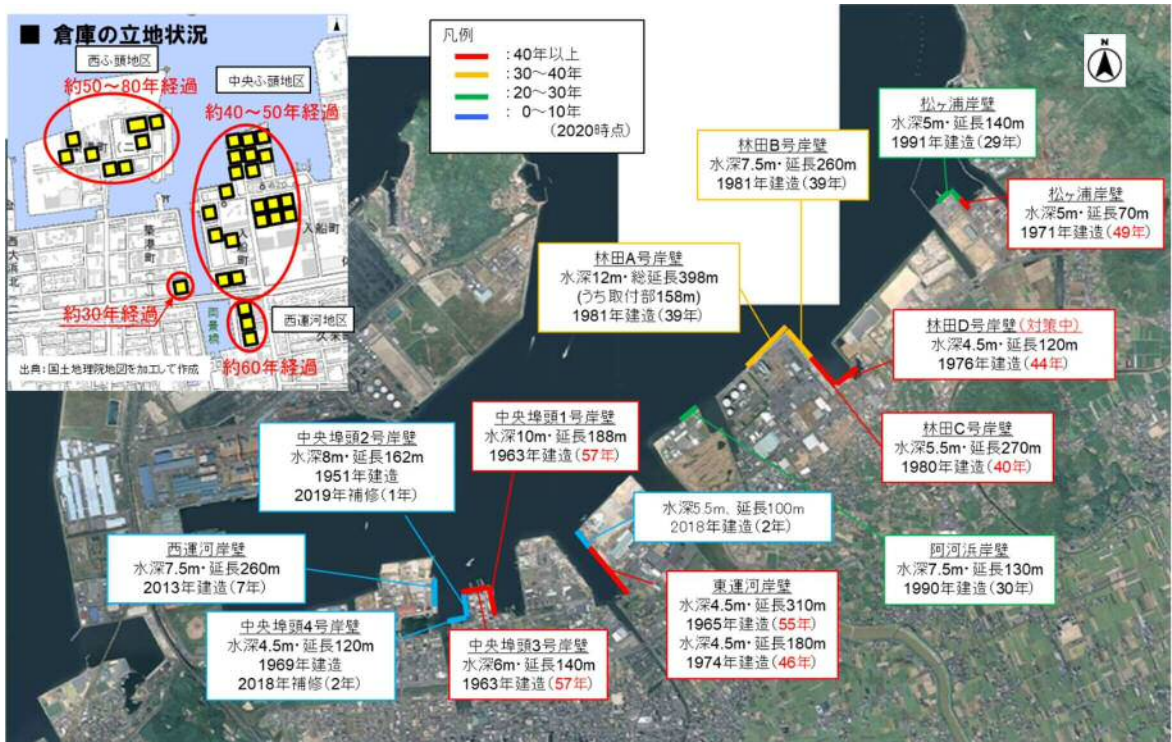 ■ 倉庫の立地状況
西ふ頭地区
約50～80年経過
中央ふ頭地区
約40～50年経過
入船町
入船町
築港町
西大浜北二
約30年経過
西運河地区
約60年経過
出典：国土地理院地図を加工して作成
凡例
：40年以上
：30～40年
：20～30年
：0～10年
(2020時点)
N
松ヶ浦岸壁
水深5m・延長140m
1991年建造(29年)
林田B号岸壁
水深7.5m・延長260m
1981年建造(39年)
松ヶ浦岸壁
水深5m・延長70m
1971年建造(49年)
林田A号岸壁
水深12m・総延長398m
(うち取付部158m)
1981年建造(39年)
林田D号岸壁(対策中)
水深4.5m・延長120m
1976年建造(44年)
中央埠頭1号岸壁
水深10m・延長188m
1963年建造(57年)
林田C号岸壁
水深5.5m・延長270m
1980年建造(40年)
中央埠頭2号岸壁
水深8m・延長162m
1951年建造
2019年補修(1年)
水深5.5m、延長100m
2018年建造(2年)
西運河岸壁
水深7.5m・延長260m
2013年建造(7年)
阿河浜岸壁
水深7.5m・延長130m
1990年建造(30年)
東運河岸壁
水深4.5m・延長310m
1965年建造(55年)
水深4.5m・延長180m
1974年建造(46年)
中央埠頭4号岸壁
水深4.5m・延長120m
1969年建造
2018年補修(2年)
中央埠頭3号岸壁
水深6m・延長140m
1963年建造(57年)